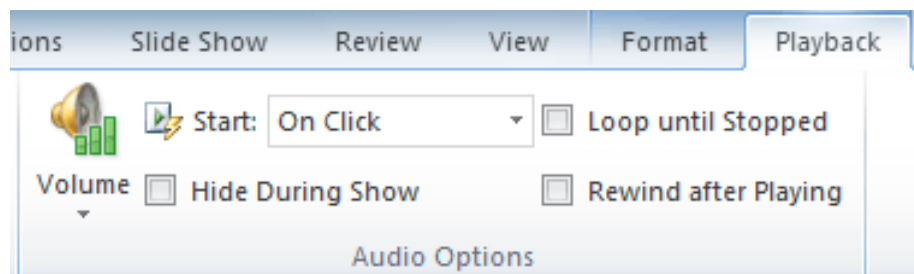 ions Slide Show Review View Format Playback
Start: On Click Loop until Stopped
Volume Hide During Show Rewind after Playing
Audio Options